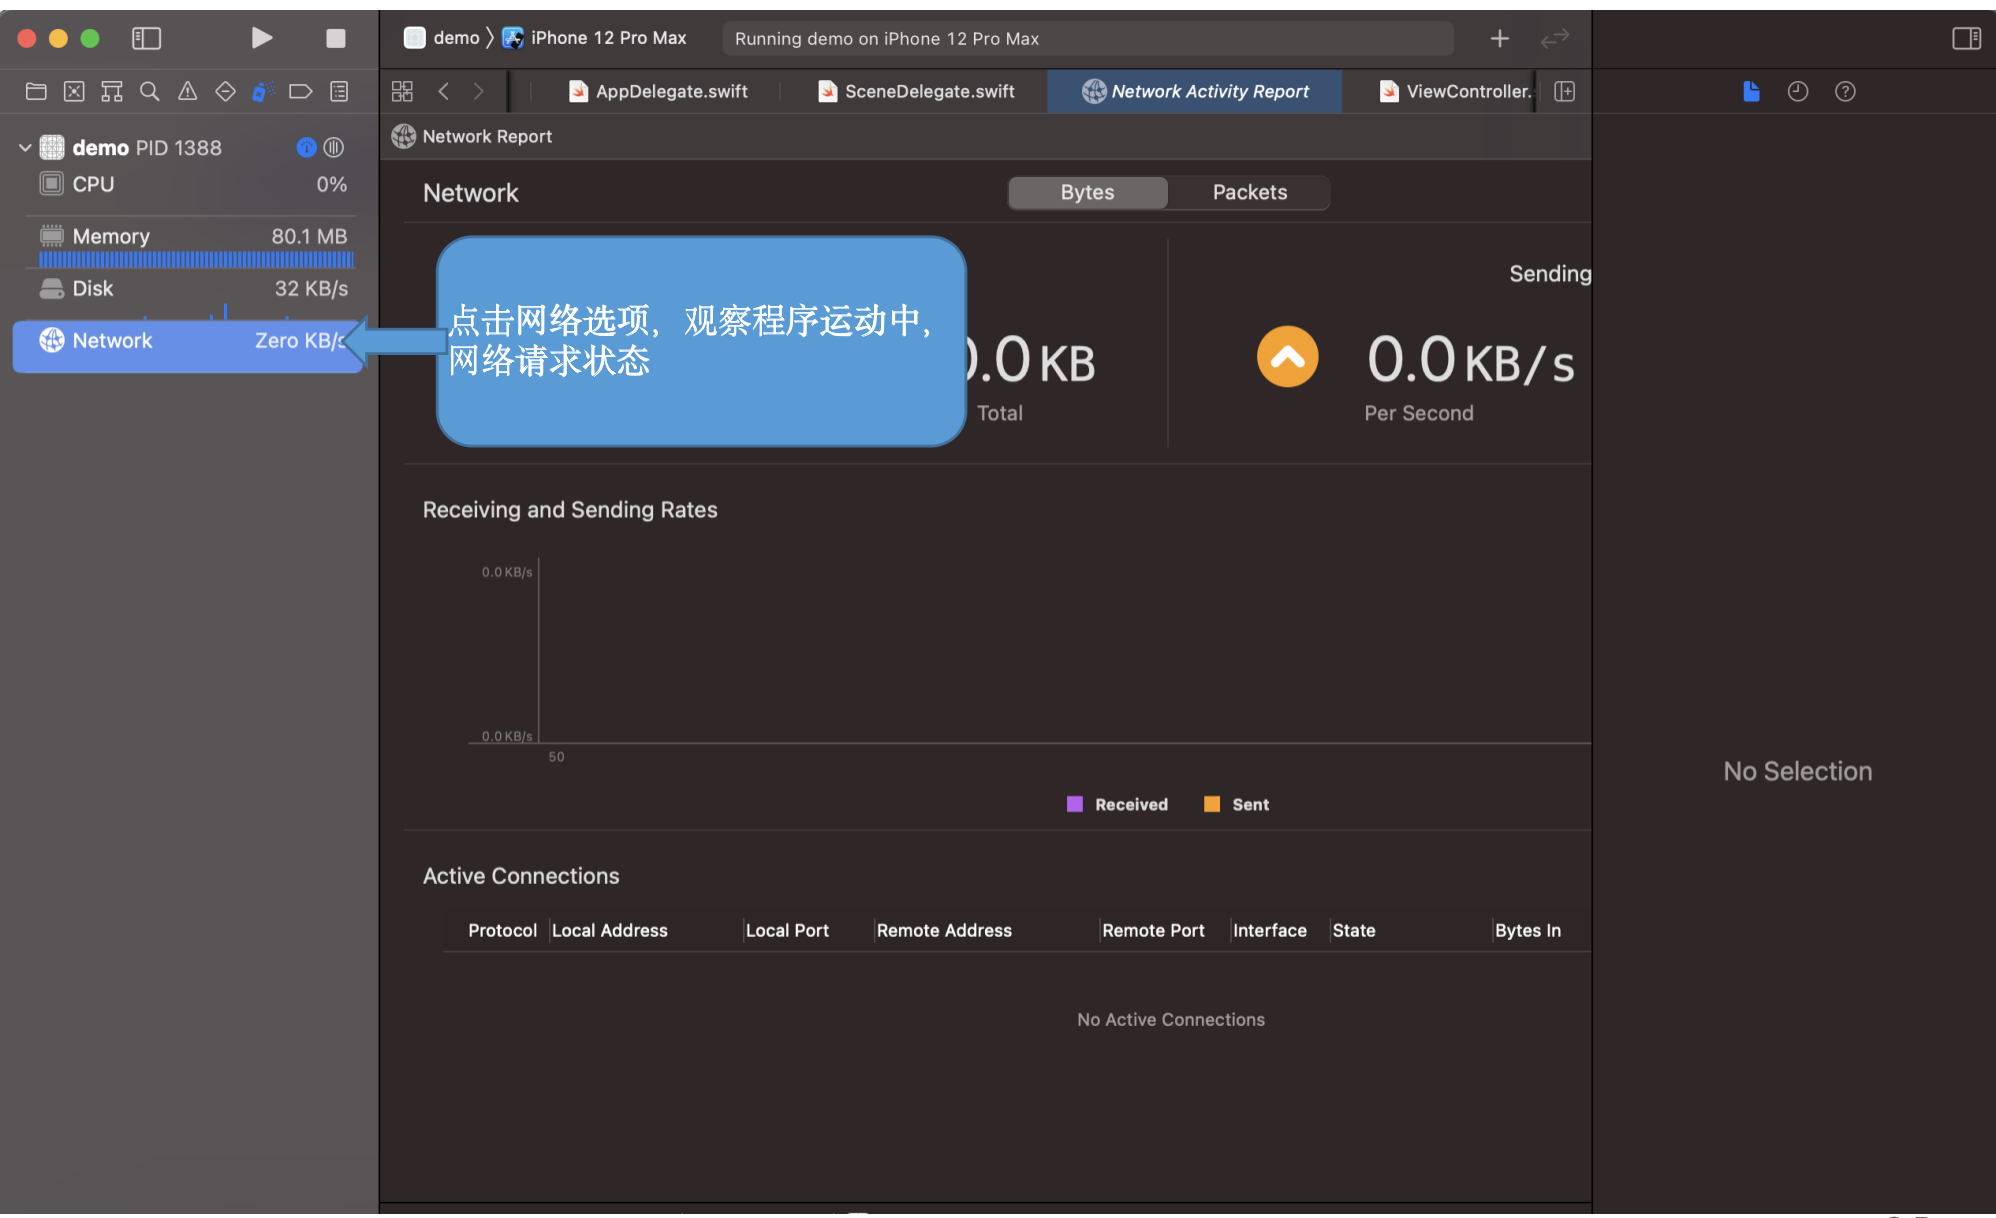 demo 〉 iPhone 12 Pro Max
Running demo on iPhone 12 Pro Max
AppDelegate.swift
SceneDelegate.swift
Network Activity Report
ViewController.
demo PID 1388
Network Report
CPU 0%
Network
Bytes Packets
Memory 80.1 MB
Disk 32 KB/s
Network Zero KB/s
点击网络选项，观察程序运动中，
网络请求状态
Sending
0.0 KB
Total
0.0 KB/s
Per Second
Receiving and Sending Rates
0.0 KB/s
0.0 KB/s
50
Received Sent
Active Connections
Protocol Local Address Local Port Remote Address Remote Port Interface State Bytes In
No Active Connections
No Selection